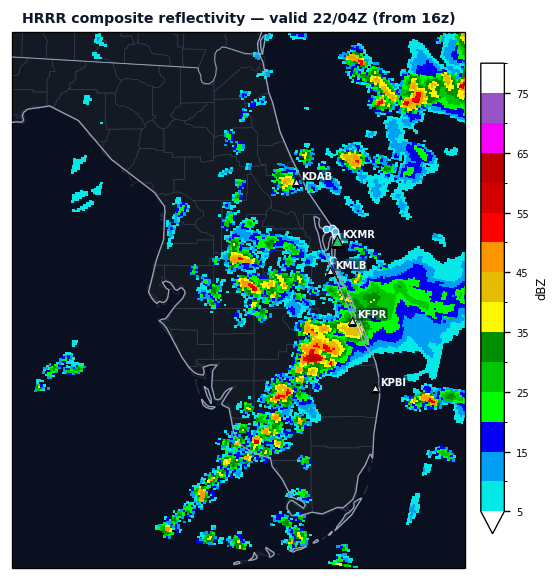 HRRR composite reflectivity — valid 22/04Z (from 16z)
KDAB
KXMR
KMLB
KFPR
KPBI
75
65
55
45
35
25
15
5
dBZ